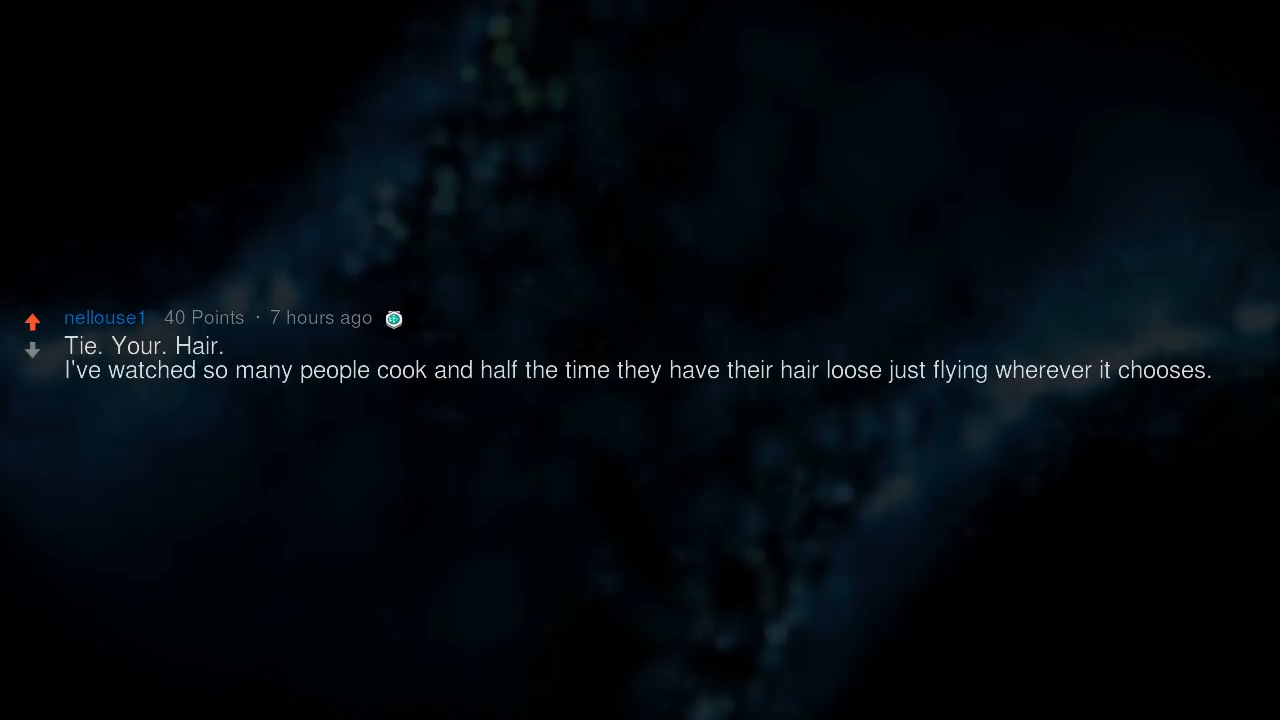 nellouse1 40 Points · 7 hours ago
Tie. Your. Hair.
I've watched so many people cook and half the time they have their hair loose just flying wherever it chooses.